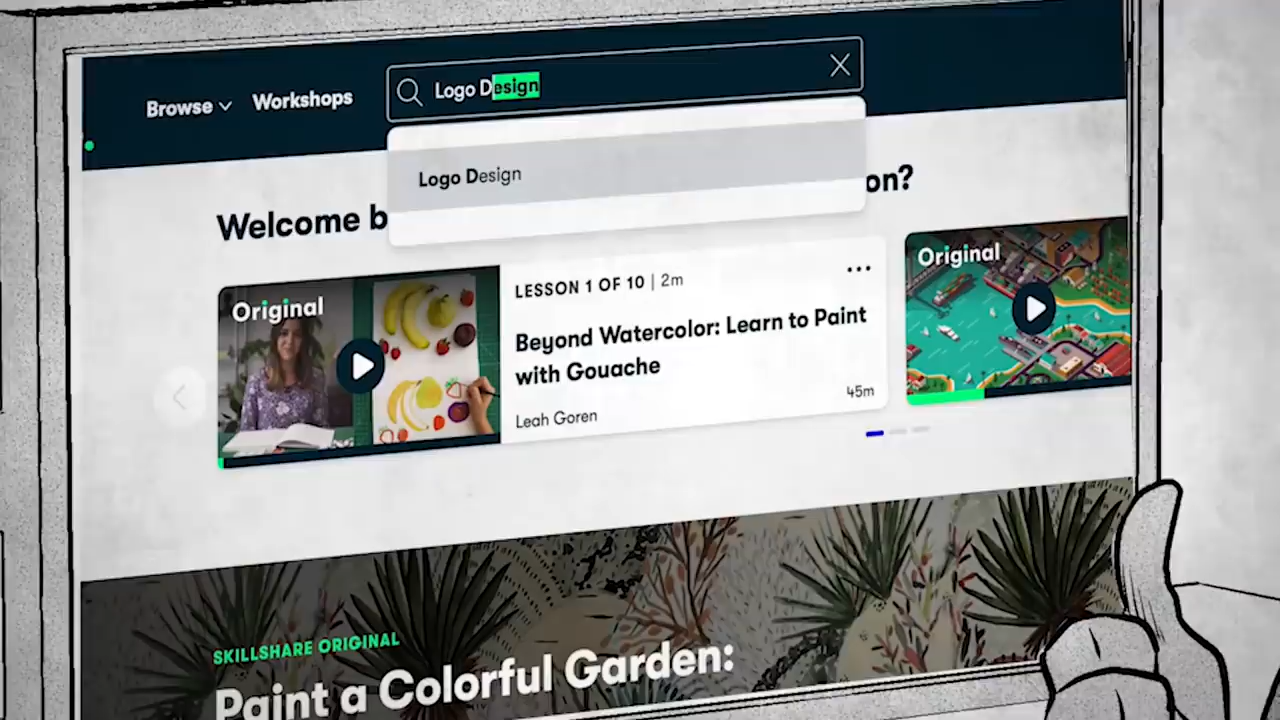 Browse Workshops
Logo Design
Logo Design
Welcome b
on?
Original
LESSON 1 OF 10 | 2m
Beyond Watercolor: Learn to Paint
with Gouache
Leah Goren
45m
Original
SKILLSHARE ORIGINAL
Paint a Colorful Garden: